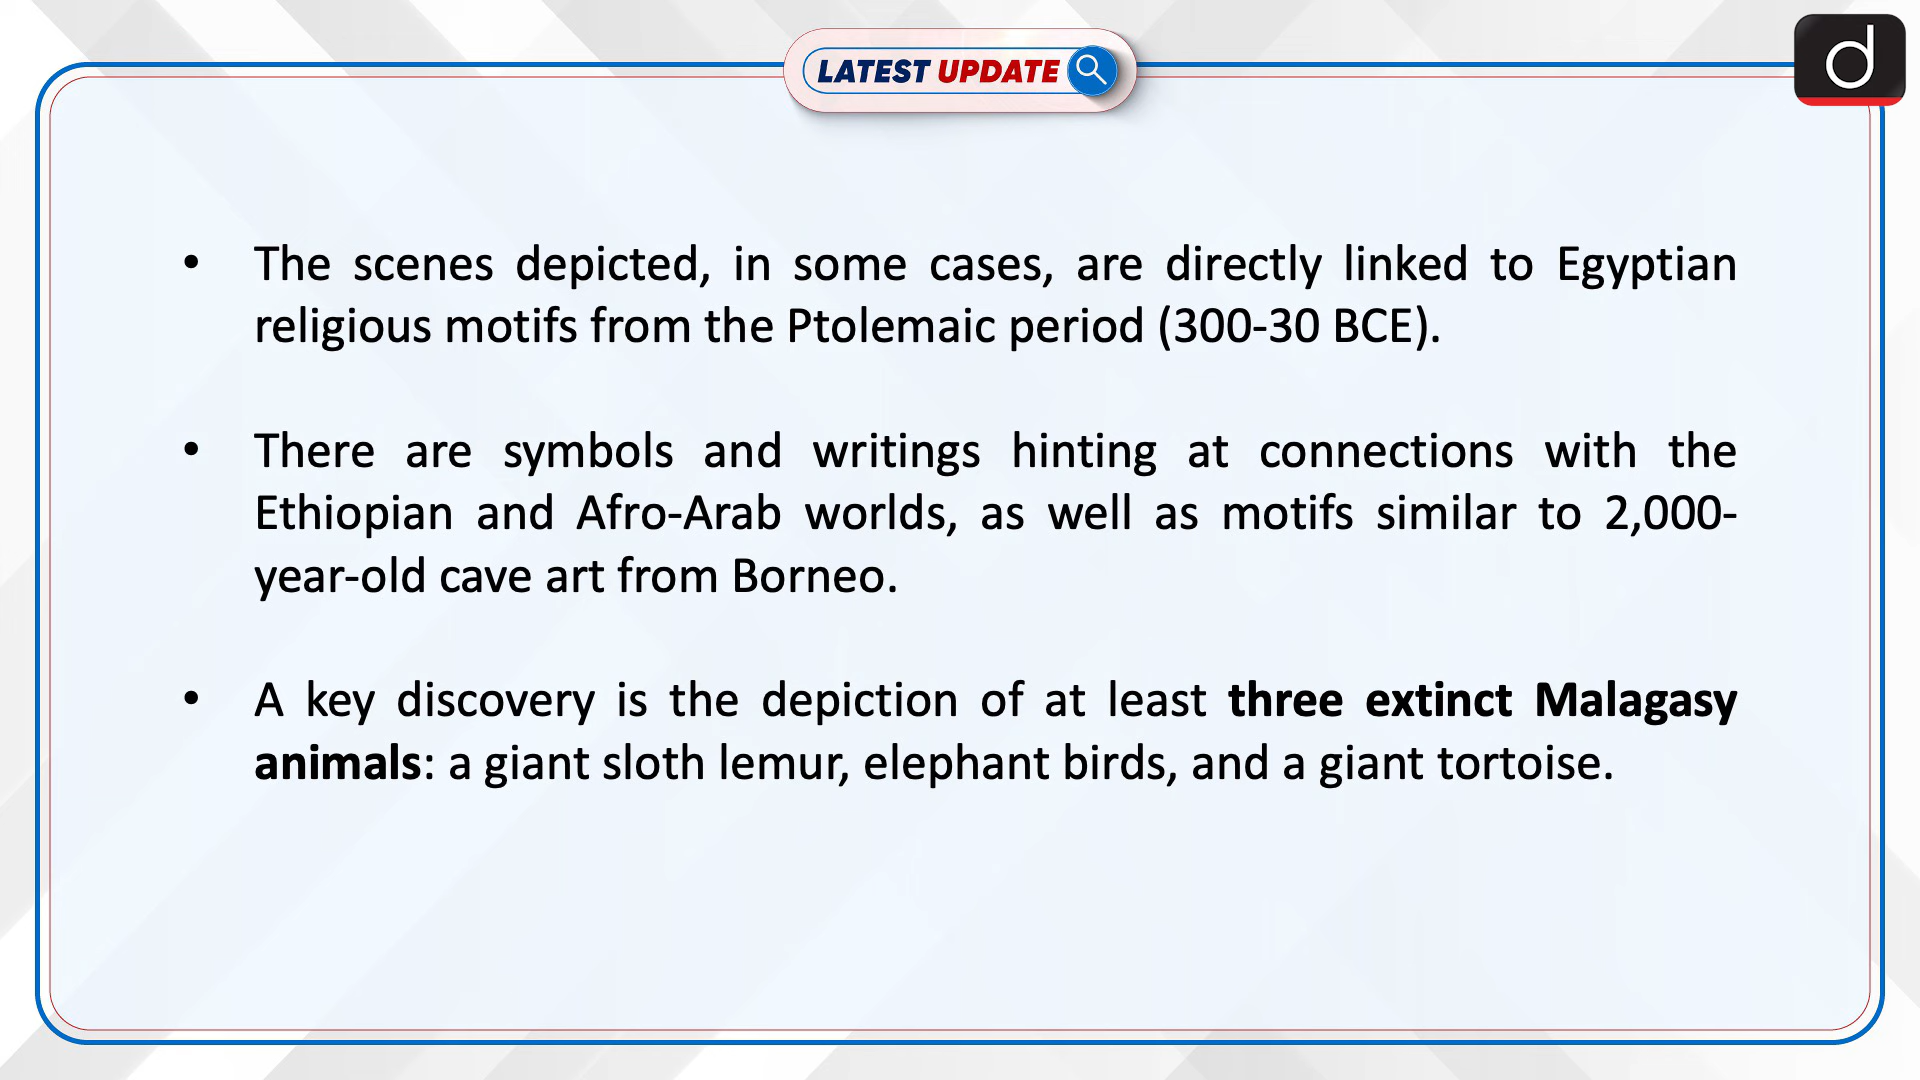 LATEST UPDATE
d
• The scenes depicted, in some cases, are directly linked to Egyptian
religious motifs from the Ptolemaic period (300-30 BCE).
• There are symbols and writings hinting at connections with the
Ethiopian and Afro-Arab worlds, as well as motifs similar to 2,000-
year-old cave art from Borneo.
• A key discovery is the depiction of at least three extinct Malagasy
animals: a giant sloth lemur, elephant birds, and a giant tortoise.